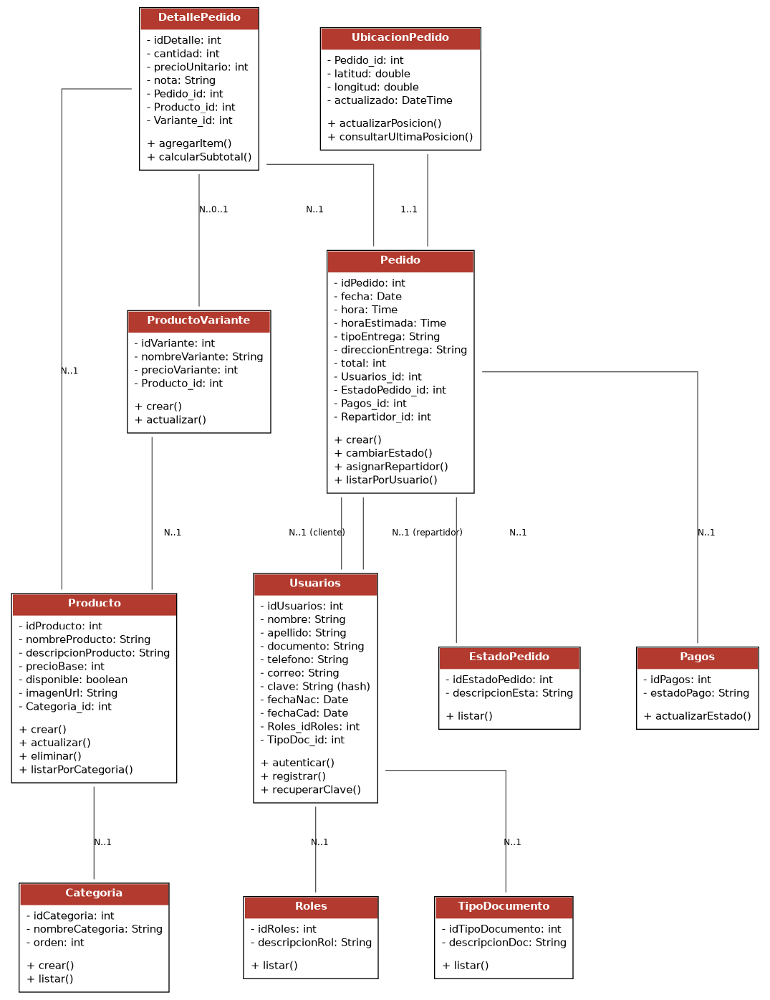 DetallePedido
- idDetalle: int
- cantidad: int
- precioUnitario: int
- nota: String
- Pedido_id: int
- Producto_id: int
- Variante_id: int
+ agregarItem()
+ calcularSubtotal()
UbicacionPedido
- Pedido_id: int
- latitud: double
- longitud: double
- actualizado: DateTime
+ actualizarPosicion()
+ consultarUltimaPosicion()
N..0..1
N..1
1..1
Pedido
- idPedido: int
- fecha: Date
- hora: Time
- horaEstimada: Time
- tipoEntrega: String
- direccionEntrega: String
- total: int
- Usuarios_id: int
- EstadoPedido_id: int
- Pagos_id: int
- Repartidor_id: int
+ crear()
+ cambiarEstado()
+ asignarRepartidor()
+ listarPorUsuario()
ProductoVariante
- idVariante: int
- nombreVariante: String
- precioVariante: int
- Producto_id: int
+ crear()
+ actualizar()
N..1
N..1
N..1 (cliente)
N..1 (repartidor)
N..1
N..1
Producto
- idProducto: int
- nombreProducto: String
- descripcionProducto: String
- precioBase: int
- disponible: boolean
- imagenUrl: String
- Categoria_id: int
+ crear()
+ actualizar()
+ eliminar()
+ listarPorCategoria()
Usuarios
- idUsuarios: int
- nombre: String
- apellido: String
- documento: String
- telefono: String
- correo: String
- clave: String (hash)
- fechaNac: Date
- fechaCad: Date
- Roles_idRoles: int
- TipoDoc_id: int
+ autenticar()
+ registrar()
+ recuperarClave()
EstadoPedido
- idEstadoPedido: int
- descripcionEsta: String
+ listar()
Pagos
- idPagos: int
- estadoPago: String
+ actualizarEstado()
N..1
N..1
N..1
Categoria
- idCategoria: int
- nombreCategoria: String
- orden: int
+ crear()
+ listar()
Roles
- idRoles: int
- descripcionRol: String
+ listar()
TipoDocumento
- idTipoDocumento: int
- descripcionDoc: String
+ listar()